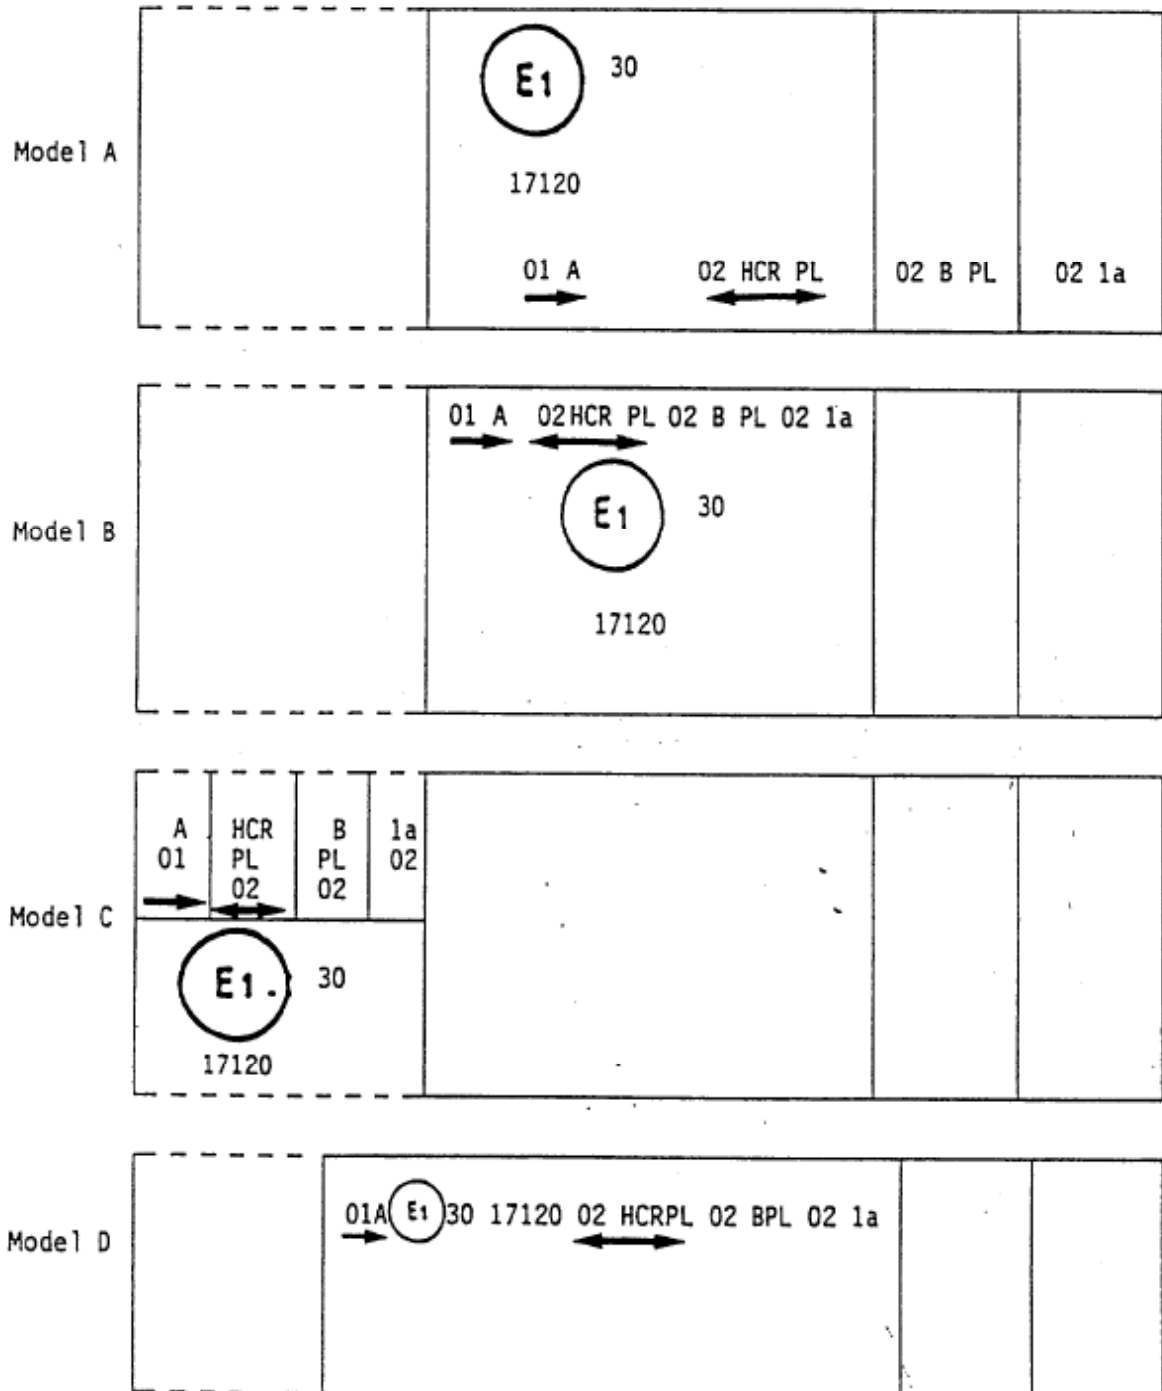 E1 30
Model A
17120
01 A 02 HCR PL 02 B PL 02 1a
01 A 02HCR PL 02 B PL 02 1a
E1 30
Model B
17120
A HCR B 1a
01 PL PL 02
02 02
Model C
E1. 30
17120
01A E1 30 17120 02 HCRPL 02 BPL 02 1a
Model D